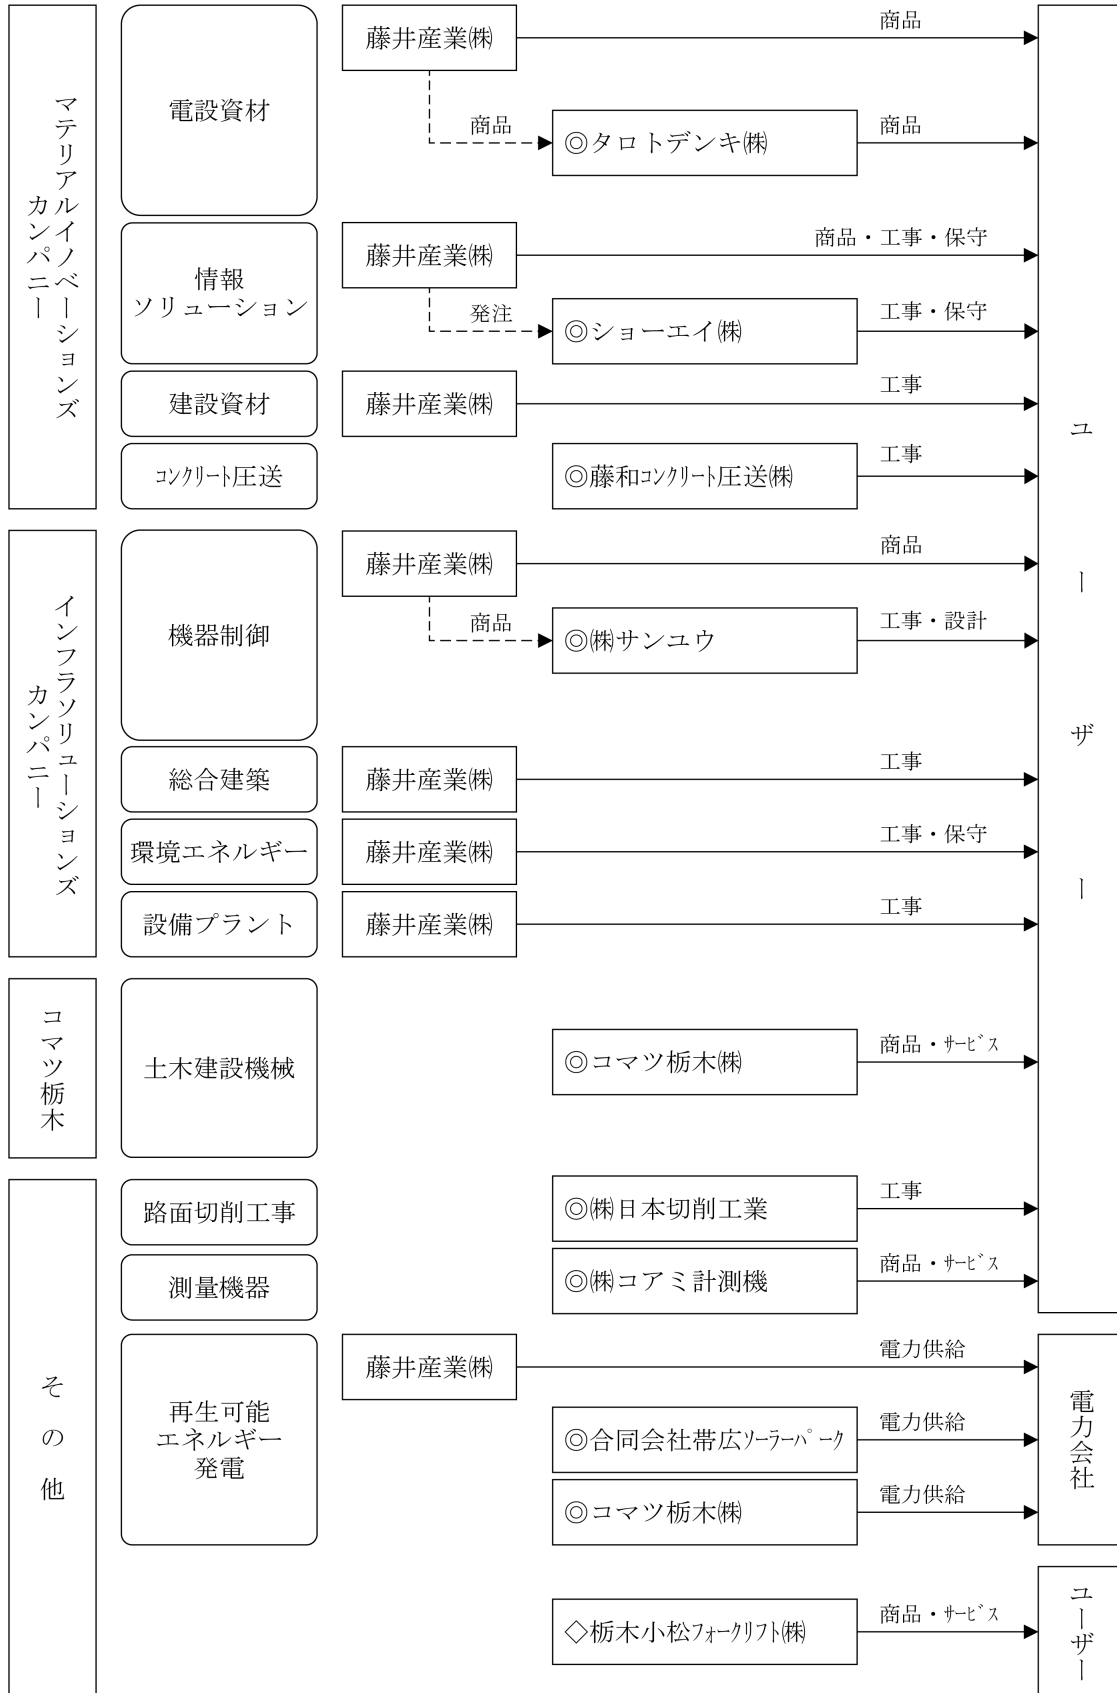 マテリアルイノベーションズ
カンパニー
電設資材
藤井産業㈱
商品
商品
◎タロトデンキ㈱
商品
情報
ソリューション
藤井産業㈱
商品・工事・保守
発注
◎ショーエイ㈱
工事・保守
建設資材
藤井産業㈱
工事
コンクリート圧送
◎藤和コンクリート圧送㈱
工事
インフラソリューションズ
カンパニー
機器制御
藤井産業㈱
商品
商品
◎㈱サンユウ
工事・設計
総合建築
藤井産業㈱
工事
環境エネルギー
藤井産業㈱
工事・保守
設備プラント
藤井産業㈱
工事
コマツ栃木
土木建設機械
◎コマツ栃木㈱
商品・サービス
ユーザー
その他
路面切削工事
◎㈱日本切削工業
工事
測量機器
◎㈱コアミ計測機
商品・サービス
再生可能
エネルギー
発電
藤井産業㈱
電力供給
◎合同会社帯広ソーラーパーク
電力供給
◎コマツ栃木㈱
電力供給
電力会社
◇栃木小松フォークリフト㈱
商品・サービス
ユーザー